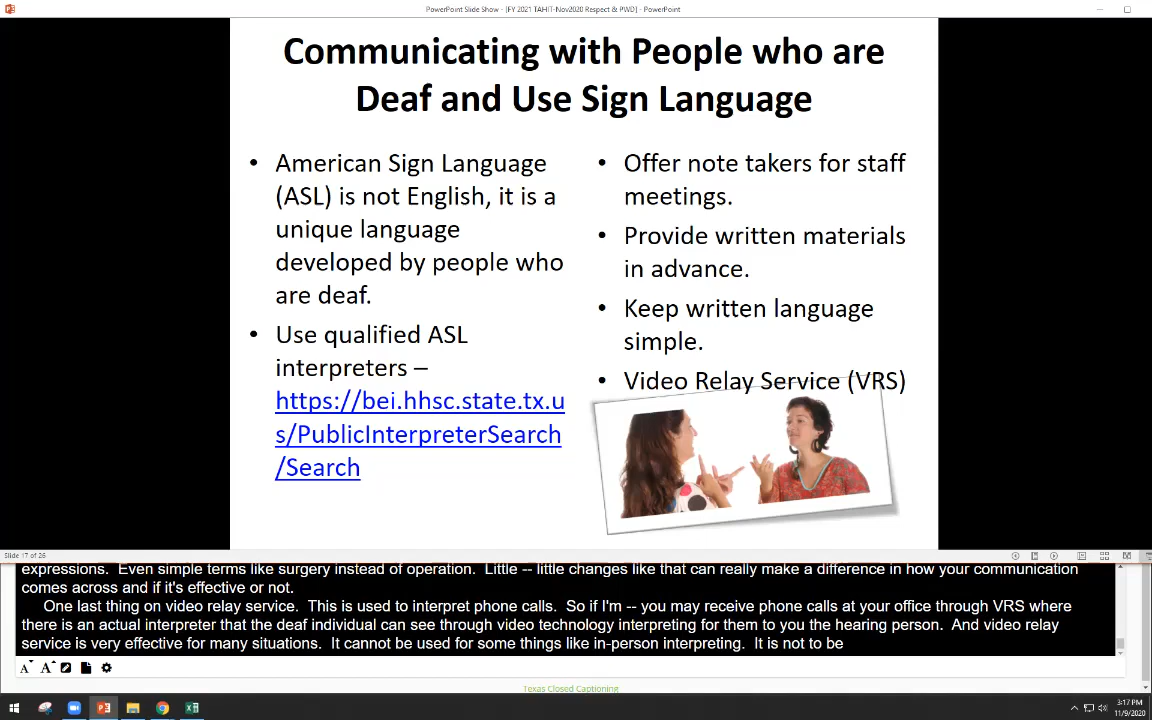 PowerPoint Slide Show - [FY 2021 TAHIT-Nov2020 Respect & PWD] - PowerPoint
Communicating with People who are
Deaf and Use Sign Language
• American Sign Language
(ASL) is not English, it is a
unique language
developed by people who
are deaf.
• Use qualified ASL
interpreters –
https://bei.hhsc.state.tx.u
s/PublicInterpreterSearch
/Search
• Offer note takers for staff
meetings.
• Provide written materials
in advance.
• Keep written language
simple.
• Video Relay Service (VRS)
Slide 17 of 26
expressions.  Even simple terms like surgery instead of operation.  Little -- little changes like that can really make a difference in how your communication
comes across and if it's effective or not.
One last thing on video relay service.  This is used to interpret phone calls.  So if I'm -- you may receive phone calls at your office through VRS where
there is an actual interpreter that the deaf individual can see through video technology interpreting for them to you the hearing person.  And video relay
service is very effective for many situations.  It cannot be used for some things like in-person interpreting.  It is not to be
A A
Texas Closed Captioning
3:17 PM
11/9/2020